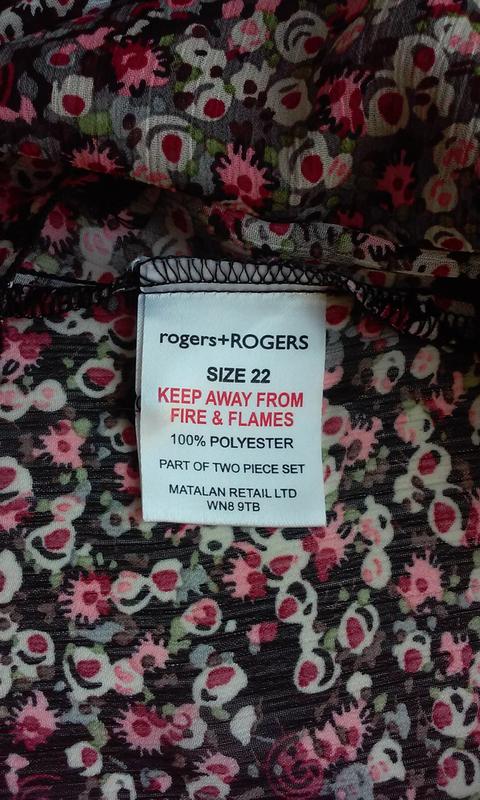 rogers+ROGERS
SIZE 22
KEEP AWAY FROM
FIRE & FLAMES
100% POLYESTER
PART OF TWO PIECE SET
MATALAN RETAIL LTD
WN8 9TB